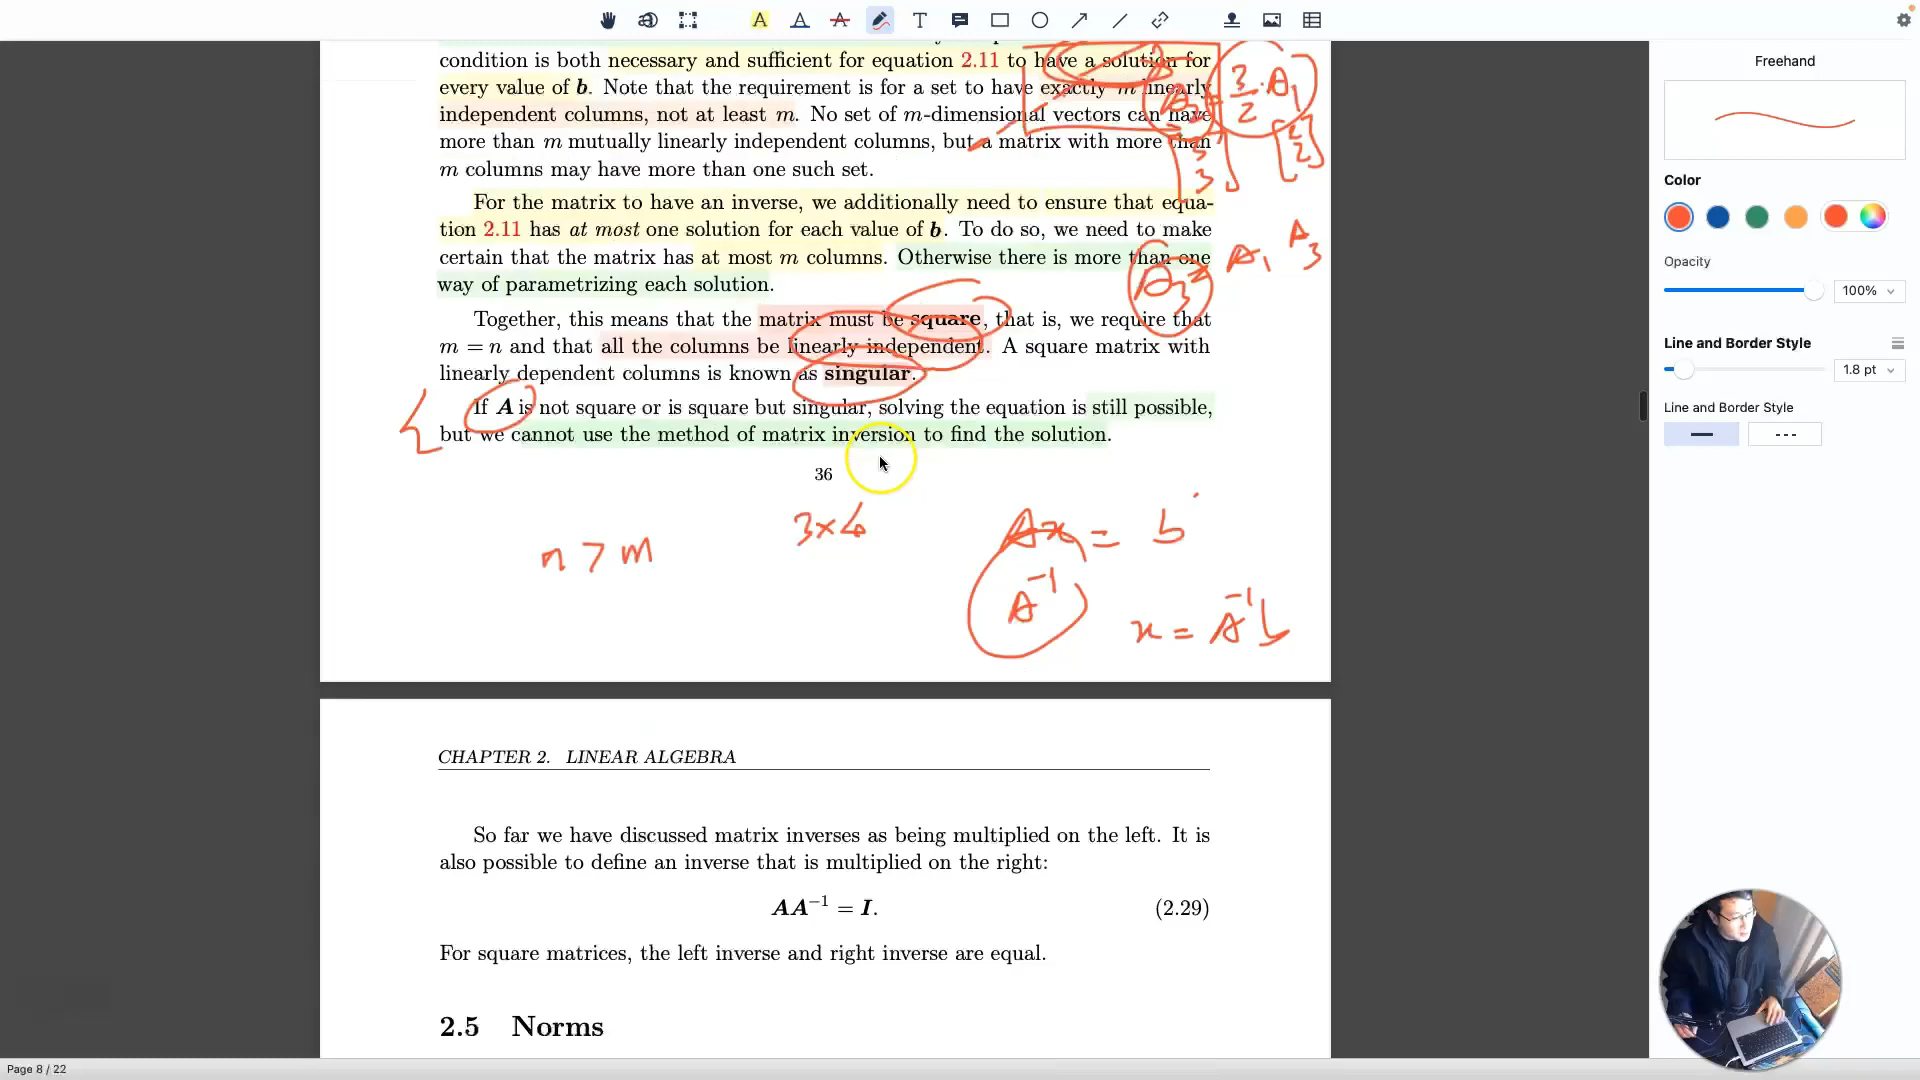 condition is both necessary and sufficient for equation 2.11 to have a solution for
every value of b. Note that the requirement is for a set to have exactly m linearly
independent columns, not at least m. No set of m-dimensional vectors can have
more than m mutually linearly independent columns, but a matrix with more than
m columns may have more than one such set.
For the matrix to have an inverse, we additionally need to ensure that equa-
tion 2.11 has at most one solution for each value of b. To do so, we need to make
certain that the matrix has at most m columns. Otherwise there is more than one
way of parametrizing each solution.
Together, this means that the matrix must be square, that is, we require that
m = n and that all the columns be linearly independent. A square matrix with
linearly dependent columns is known as singular.
If A is not square or is square but singular, solving the equation is still possible,
but we cannot use the method of matrix inversion to find the solution.
36
3/2 · A1
[3 3] [2 2]
A1 A3
3x4
n > m
Ax = b
A^-1
x = A^-1 b
CHAPTER 2. LINEAR ALGEBRA
So far we have discussed matrix inverses as being multiplied on the left. It is
also possible to define an inverse that is multiplied on the right:
AA⁻¹ = I. (2.29)
For square matrices, the left inverse and right inverse are equal.
2.5 Norms
Freehand
Color
Opacity
100%
Line and Border Style
1.8 pt
Line and Border Style
Page 8 / 22